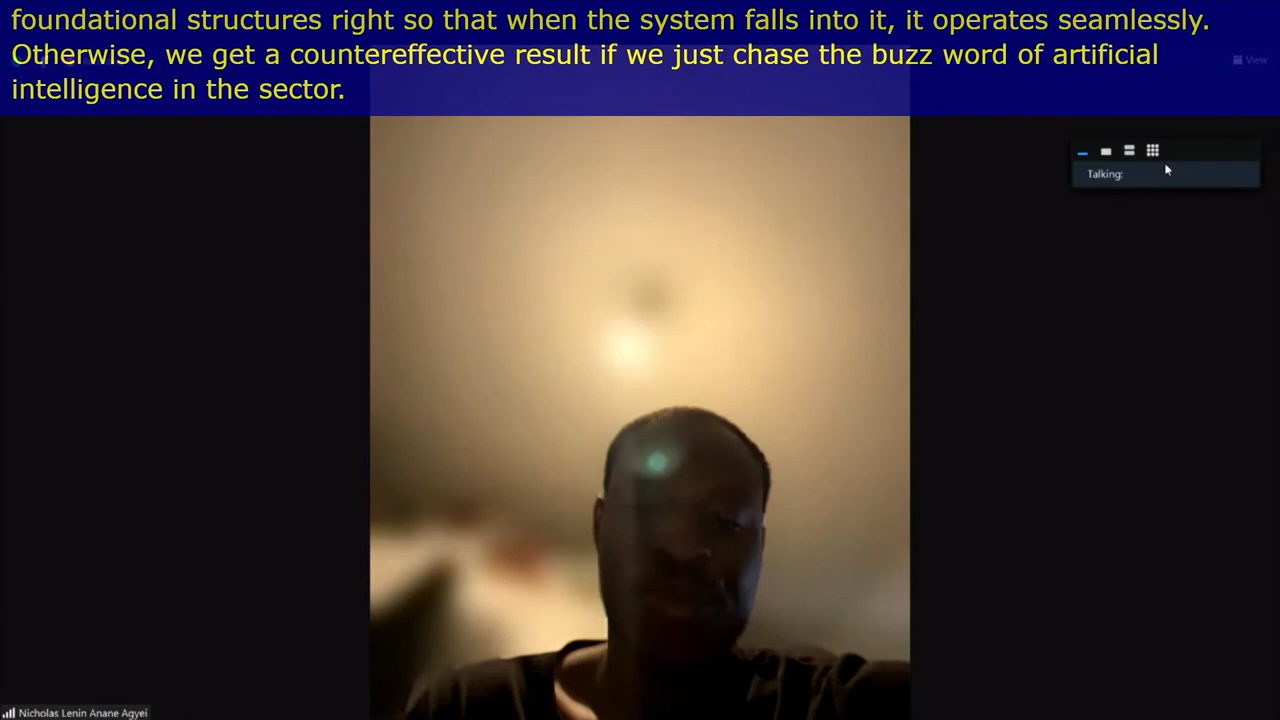 foundational structures right so that when the system falls into it, it operates seamlessly.
Otherwise, we get a countereffective result if we just chase the buzz word of artificial
intelligence in the sector.
View
Talking:
Nicholas Lenin Anane Agyei